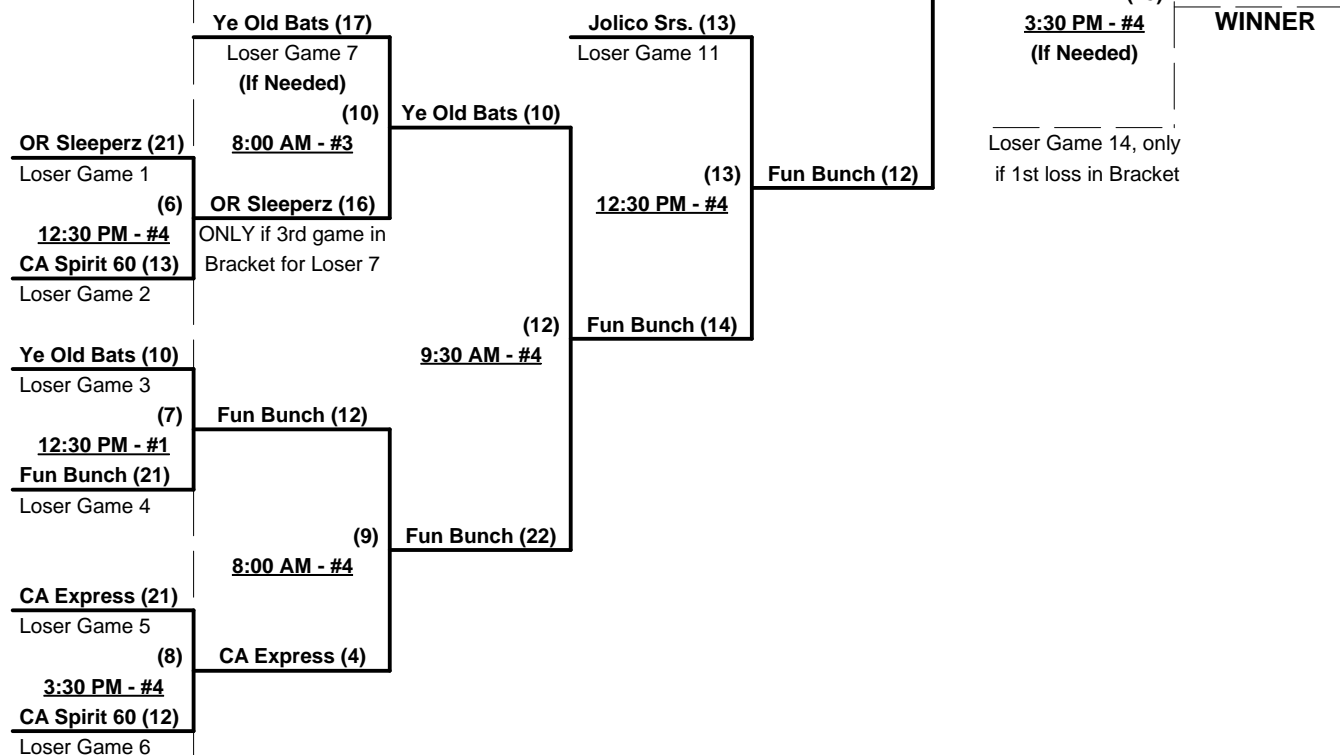 Ye Old Bats (17)
Loser Game 7
(If Needed)
(10)
8:00 AM - #3
Ye Old Bats (10)
Jolico Srs. (13)
Loser Game 11
3:30 PM - #4
(If Needed)
WINNER
OR Sleeperz (21)
Loser Game 1
(6)
12:30 PM - #4
CA Spirit 60 (13)
Loser Game 2
OR Sleeperz (16)
ONLY if 3rd game in
Bracket for Loser 7
(13)
12:30 PM - #4
Fun Bunch (12)
Loser Game 14, only
if 1st loss in Bracket
(12)
9:30 AM - #4
Fun Bunch (14)
Ye Old Bats (10)
Loser Game 3
(7)
12:30 PM - #1
Fun Bunch (21)
Loser Game 4
Fun Bunch (12)
(9)
8:00 AM - #4
Fun Bunch (22)
CA Express (21)
Loser Game 5
(8)
3:30 PM - #4
CA Spirit 60 (12)
Loser Game 6
CA Express (4)